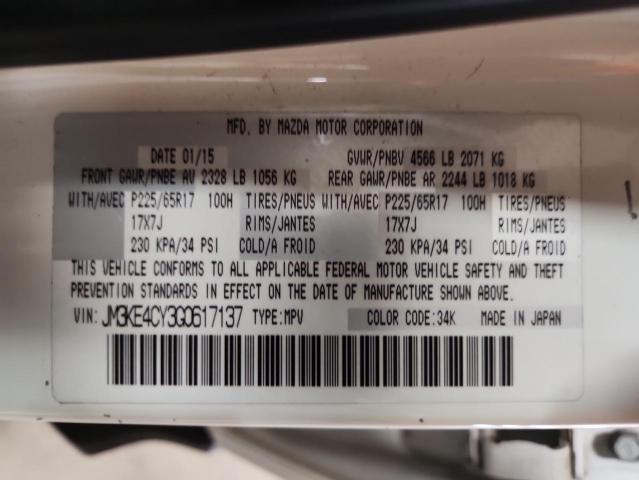 MFD. BY MAZDA MOTOR CORPORATION
DATE 01/15 GVWR/PNBV 4566 LB 2071 KG
FRONT GAWR/PNBE AV 2328 LB 1056 KG REAR GAWR/PNBE AR 2244 LB 1018 KG
WITH/AVEC P225/65R17 100H TIRES/PNEUS WITH/AVEC P225/65R17 100H TIRES/PNEUS
17X7J RIMS/JANTES 17X7J RIMS/JANTES
230 KPA/34 PSI COLD/A FROID 230 KPA/34 PSI COLD/A FROID
THIS VEHICLE CONFORMS TO ALL APPLICABLE FEDERAL MOTOR VEHICLE SAFETY AND THEFT
PREVENTION STANDARDS IN EFFECT ON THE DATE OF MANUFACTURE SHOWN ABOVE.
VIN: JM3KE4CY3G0617137 TYPE:MPV COLOR CODE:34K MADE IN JAPAN